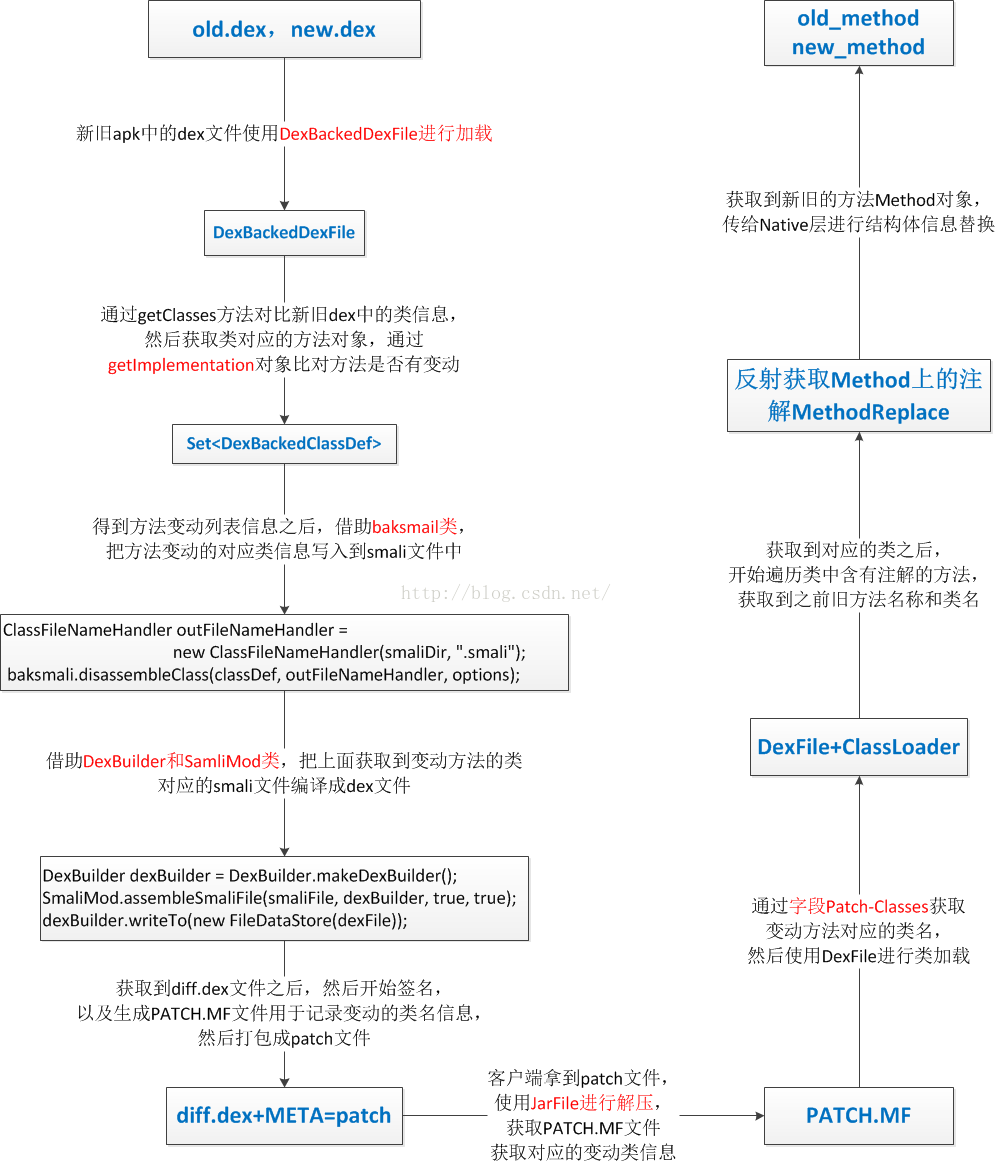 old.dex，new.dex
新旧apk中的dex文件使用DexBackedDexFile进行加载
DexBackedDexFile
通过getClasses方法对比新旧dex中的类信息，
然后获取类对应的方法对象，通过
getImplementation对象比对方法是否有变动
Set<DexBackedClassDef>
得到方法变动列表信息之后，借助baksmail类，
把方法变动的对应类信息写入到smali文件中
http://blog.csdn.net/
ClassFileNameHandler outFileNameHandler =
new ClassFileNameHandler(smaliDir, ".smali");
baksmali.disassembleClass(classDef, outFileNameHandler, options);
借助DexBuilder和SamliMod类，把上面获取到变动方法的类
对应的smali文件编译成dex文件
DexBuilder dexBuilder = DexBuilder.makeDexBuilder();
SmaliMod.assembleSmaliFile(smaliFile, dexBuilder, true, true);
dexBuilder.writeTo(new FileDataStore(dexFile));
获取到diff.dex文件之后，然后开始签名，
以及生成PATCH.MF文件用于记录变动的类名信息，
然后打包成patch文件
diff.dex+META=patch
客户端拿到patch文件，
使用JarFile进行解压，
获取PATCH.MF文件
获取对应的变动类信息
PATCH.MF
通过字段Patch-Classes获取
变动方法对应的类名，
然后使用DexFile进行类加载
DexFile+ClassLoader
获取到对应的类之后，
开始遍历类中含有注解的方法，
获取到之前旧方法名称和类名
反射获取Method上的注
解MethodReplace
获取到新旧的方法Method对象，
传给Native层进行结构体信息替换
old_method
new_method